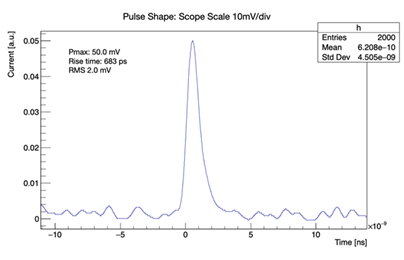 Pulse Shape: Scope Scale 10mV/div
h
Entries 2000
Mean 6.208e-10
Std Dev 4.505e-09
Current [a.u.]
0.05
0.04
0.03
0.02
0.01
0
Pmax: 50.0 mV
Rise time: 683 ps
RMS 2.0 mV
−10 −5 0 5 10
×10⁻⁹
Time [ns]